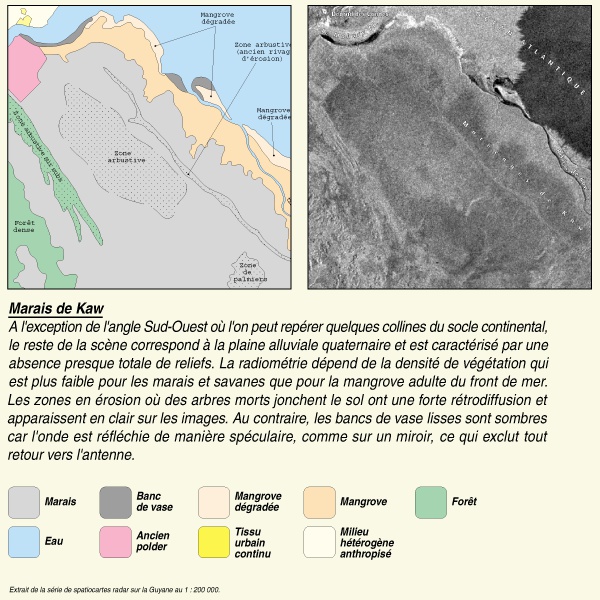 Mangrove
dégradée
Zone arbustive
(ancien rivag
d'érosion)
Mangrove
dégradée
Zone
arbustive
Zone arbustive sur sable
Forêt
dense
Zone
de
palmiers
ATLANTIQUE
Marais de Kaw
Marais de Kaw
A l'exception de l'angle Sud-Ouest où l'on peut repérer quelques collines du socle continental,
le reste de la scène correspond à la plaine alluviale quaternaire et est caractérisé par une
absence presque totale de reliefs. La radiométrie dépend de la densité de végétation qui
est plus faible pour les marais et savanes que pour la mangrove adulte du front de mer.
Les zones en érosion où des arbres morts jonchent le sol ont une forte rétrodiffusion et
apparaissent en clair sur les images. Au contraire, les bancs de vase lisses sont sombres
car l'onde est réfléchie de manière spéculaire, comme sur un miroir, ce qui exclut tout
retour vers l'antenne.
Marais
Banc
de vase
Mangrove
dégradée
Mangrove
Forêt
Eau
Ancien
polder
Tissu
urbain
continu
Milieu
hétérogène
anthropisé
Extrait de la série de spatiocartes radar sur la Guyane au 1 : 200 000.